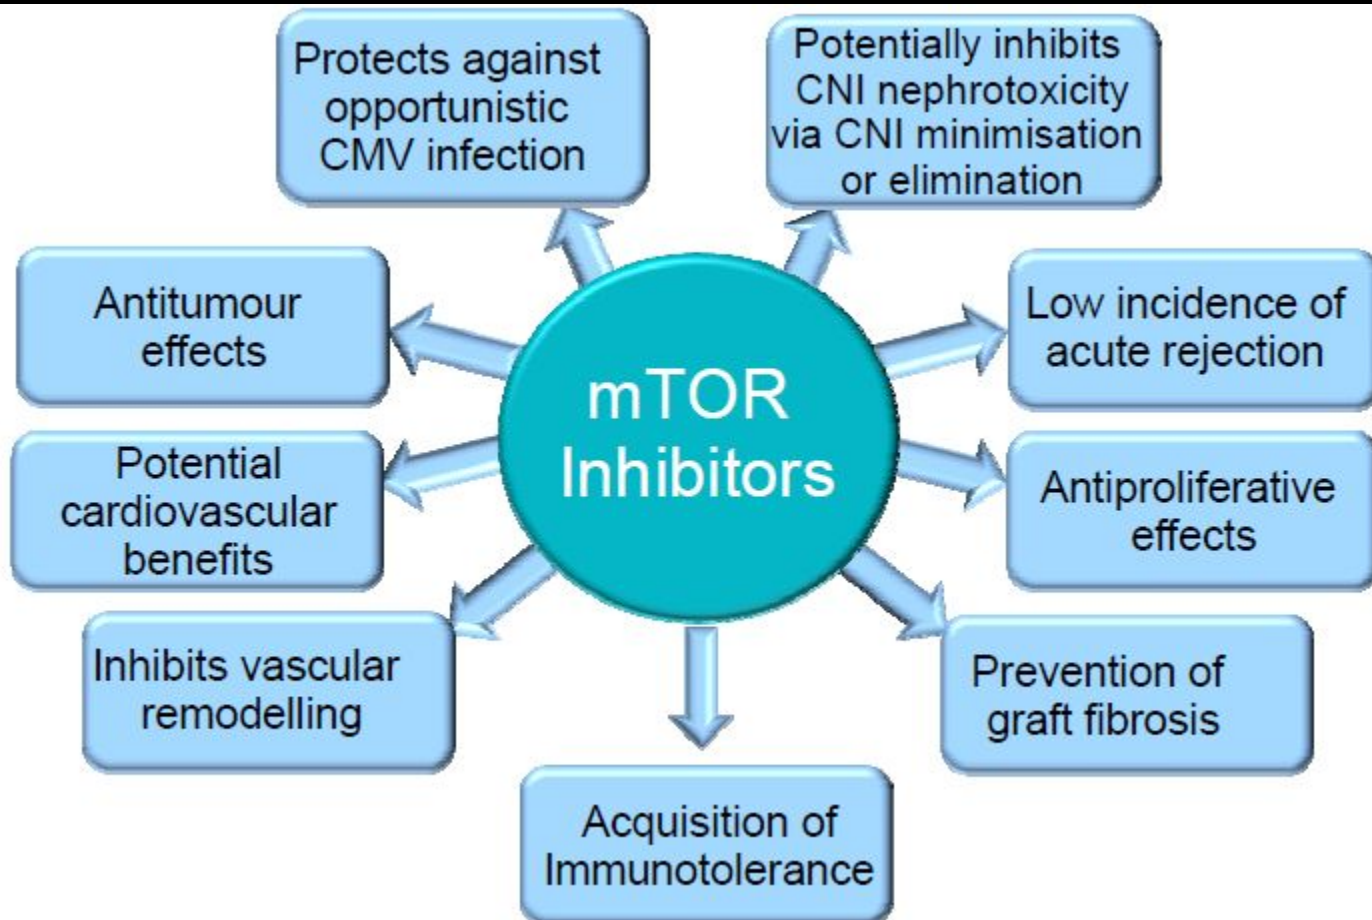 Protects against
opportunistic
CMV infection
Potentially inhibits
CNI nephrotoxicity
via CNI minimisation
or elimination
Antitumour
effects
Low incidence of
acute rejection
mTOR
Inhibitors
Potential
cardiovascular
benefits
Antiproliferative
effects
Inhibits vascular
remodelling
Prevention of
graft fibrosis
Acquisition of
Immunotolerance